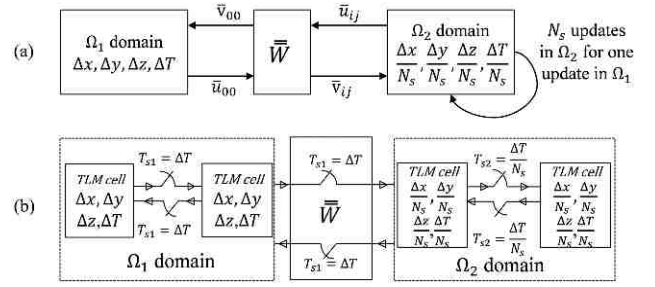 (a)
Ω₁ domain
Δx, Δy, Δz, ΔT
v̄₀₀
ū₀₀
W̿
ū_ij
v̄_ij
Ω₂ domain
Δx/Nₛ, Δy/Nₛ, Δz/Nₛ, ΔT/Nₛ
Nₛ updates
in Ω₂ for one
update in Ω₁
(b)
TLM cell
Δx, Δy
Δz, ΔT
Tₛ₁ = ΔT
Tₛ₁ = ΔT
TLM cell
Δx, Δy
Δz, ΔT
Ω₁ domain
Tₛ₁ = ΔT
W̿
Tₛ₁ = ΔT
TLM cell
Δx/Nₛ, Δy/Nₛ
Δz/Nₛ, ΔT/Nₛ
Tₛ₂ = ΔT/Nₛ
Tₛ₂ = ΔT/Nₛ
TLM cell
Δx/Nₛ, Δy/Nₛ
Δz/Nₛ, ΔT/Nₛ
Ω₂ domain